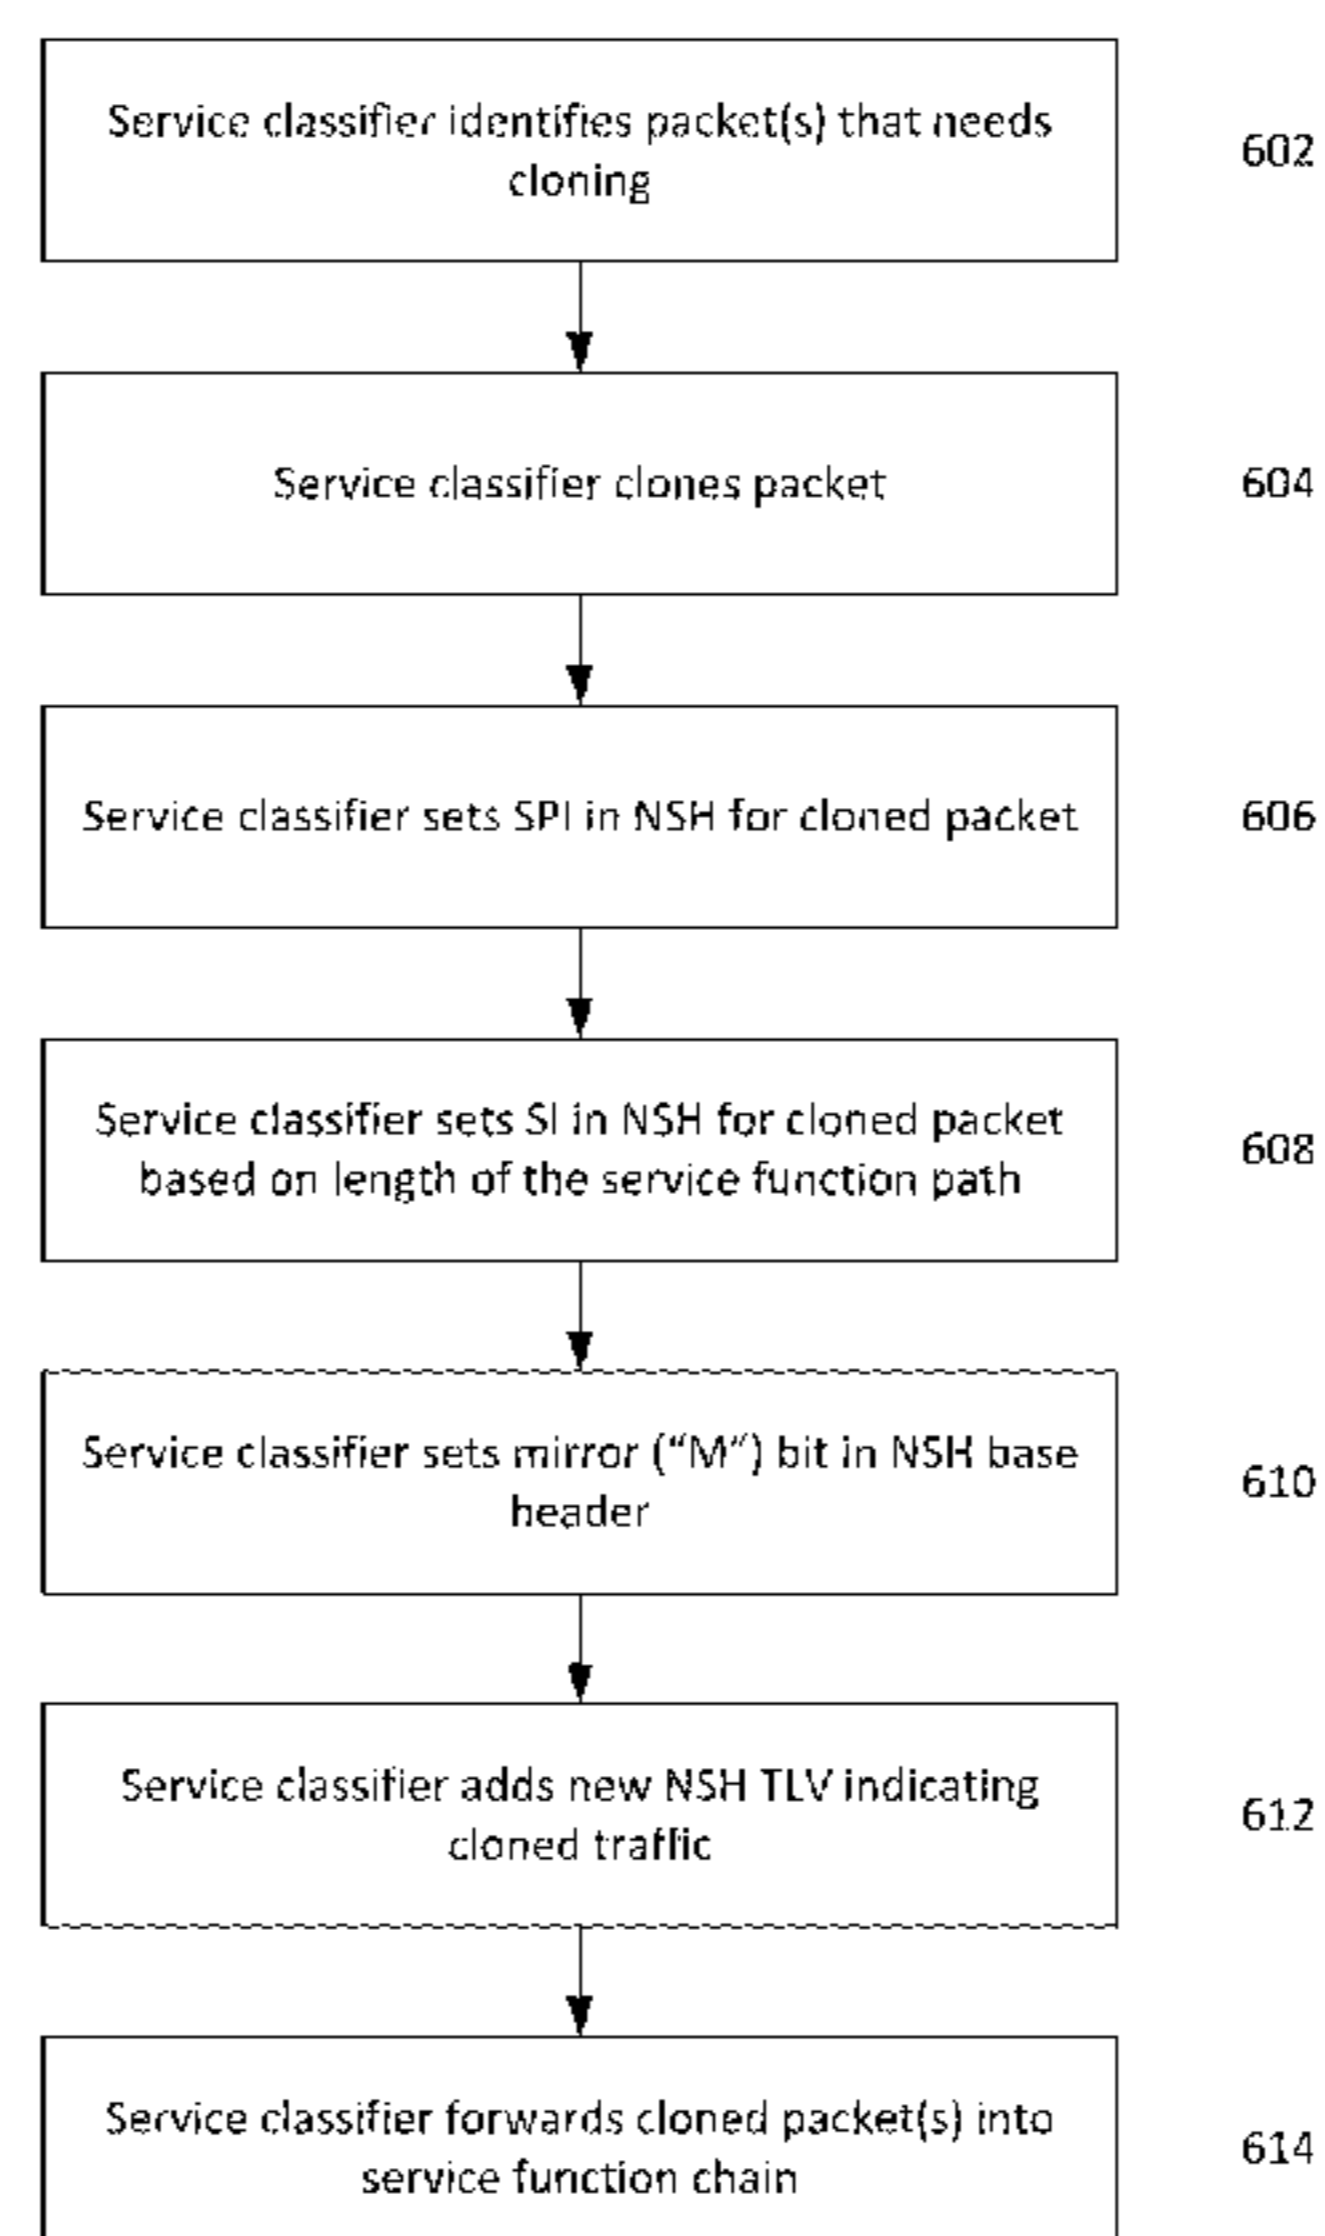 Service classifier identifies packet(s) that needs
cloning
602
Service classifier clones packet
604
Service classifier sets SPI in NSH for cloned packet
606
Service classifier sets SI in NSH for cloned packet
based on length of the service function path
608
Service classifier sets mirror (“M”) bit in NSH base
header
610
Service classifier adds new NSH TLV indicating
cloned traffic
612
Service classifier forwards cloned packet(s) into
service function chain
614